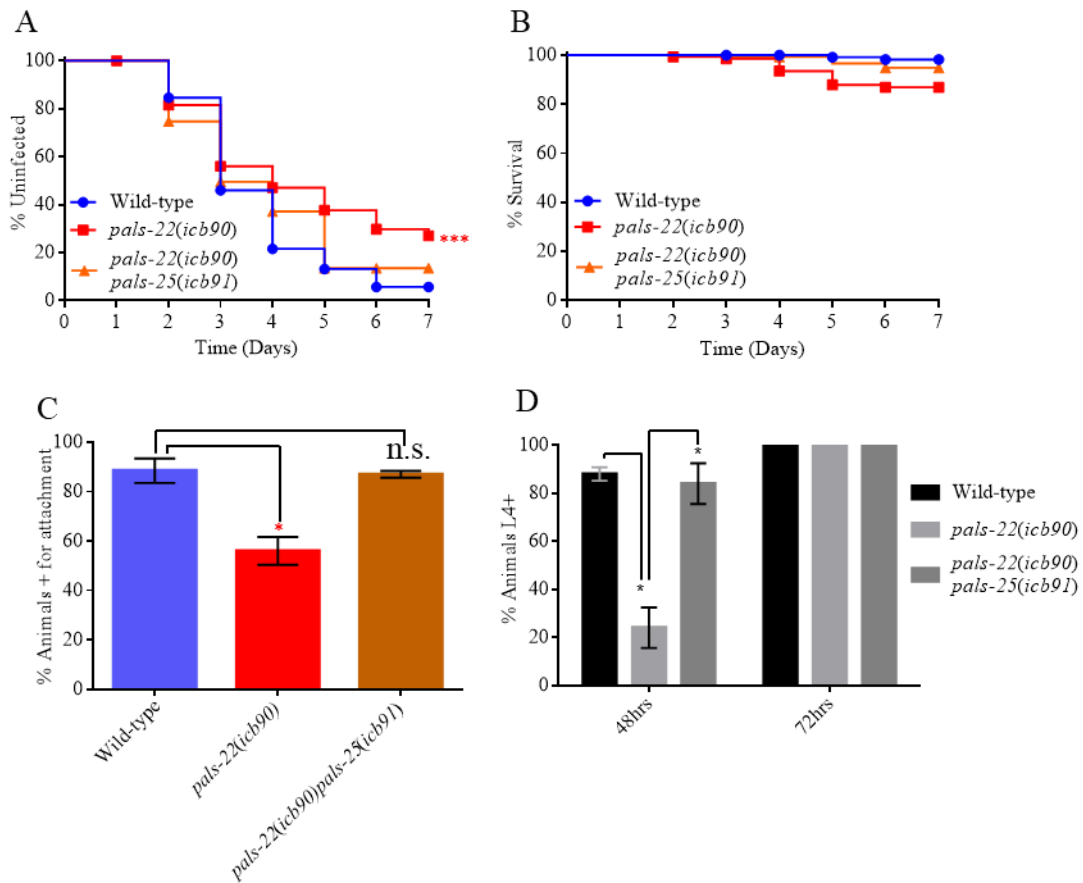 A
100
80
60
40
20
0
% Uninfected
Wild-type
pals-22(icb90)
pals-22(icb90)
pals-25(icb91)
***
0 1 2 3 4 5 6 7
Time (Days)
B
100
80
60
40
20
0
% Survival
Wild-type
pals-22(icb90)
pals-22(icb90)
pals-25(icb91)
0 1 2 3 4 5 6 7
Time (Days)
C
100
80
60
40
20
0
% Animals + for attachment
*
n.s.
Wild-type
pals-22(icb90)
pals-22(icb90)pals-25(icb91)
D
100
80
60
40
20
0
% Animals L4+
*
*
48hrs
72hrs
Wild-type
pals-22(icb90)
pals-22(icb90)
pals-25(icb91)